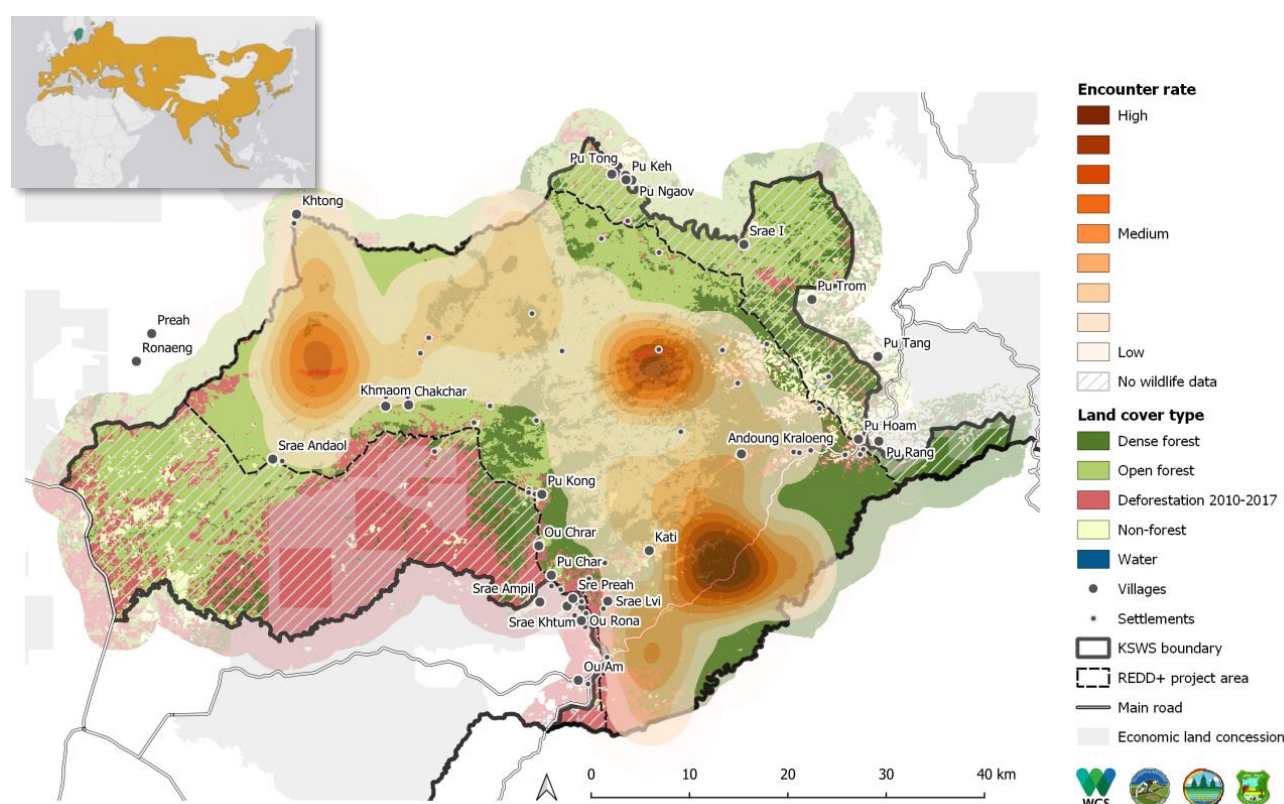 Pu Tong
Pu Keh
Pu Ngaov
Khtong
Srae I
Pu Trom
Preah
Ronaeng
Pu Tang
Khmaom
Chakchar
Srae Andaol
Andoung Kraloeng
Pu Hoam
Pu Rang
Pu Kong
Ou Chrar
Kati
Pu Char
Srae Ampil
Sre Preah
Srae Lvi
Srae Khtum
Ou Rona
Ou Am
0 10 20 30 40 km
Encounter rate
High
Medium
Low
No wildlife data
Land cover type
Dense forest
Open forest
Deforestation 2010-2017
Non-forest
Water
Villages
Settlements
KSWS boundary
REDD+ project area
Main road
Economic land concession
WCS